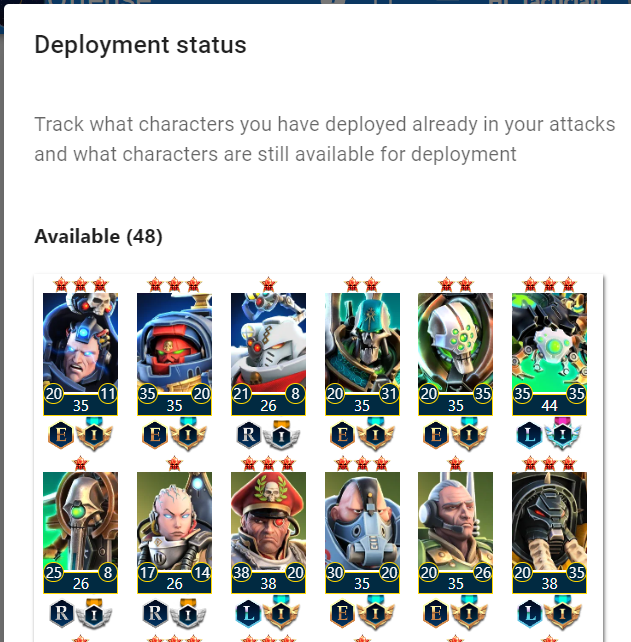 Deployment status
Track what characters you have deployed already in your attacks
and what characters are still available for deployment
Available (48)
20 11 35 20 21 8 20 31 20 35 35 35
35 35 26 35 35 44
E I E I R I E I E I L I
25 8 17 14 38 20 30 20 20 26 20 35
26 26 38 35 35 38
R I R I L I E I E I L I